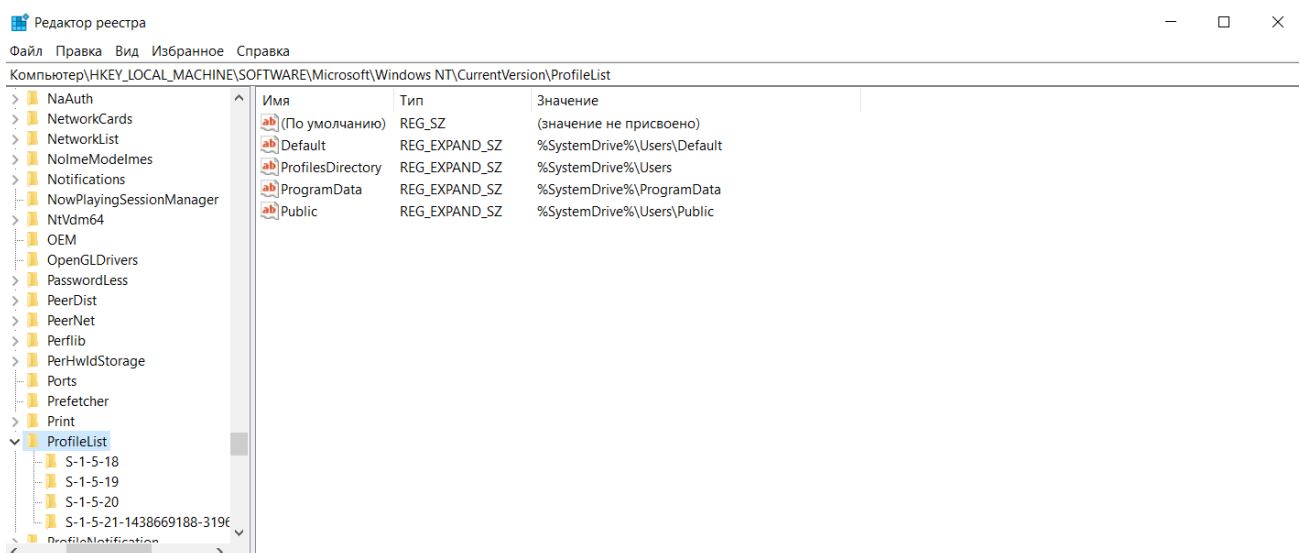 Редактор реестра
Файл Правка Вид Избранное Справка
Компьютер\HKEY_LOCAL_MACHINE\SOFTWARE\Microsoft\Windows NT\CurrentVersion\ProfileList
NaAuth
NetworkCards
NetworkList
NoImeModeImes
Notifications
NowPlayingSessionManager
NtVdm64
OEM
OpenGLDrivers
PasswordLess
PeerDist
PeerNet
Perflib
PerHwIdStorage
Ports
Prefetcher
Print
ProfileList
S-1-5-18
S-1-5-19
S-1-5-20
S-1-5-21-1438669188-3196
ProfileNotification
Имя Тип Значение
(По умолчанию) REG_SZ (значение не присвоено)
Default REG_EXPAND_SZ %SystemDrive%\Users\Default
ProfilesDirectory REG_EXPAND_SZ %SystemDrive%\Users
ProgramData REG_EXPAND_SZ %SystemDrive%\ProgramData
Public REG_EXPAND_SZ %SystemDrive%\Users\Public